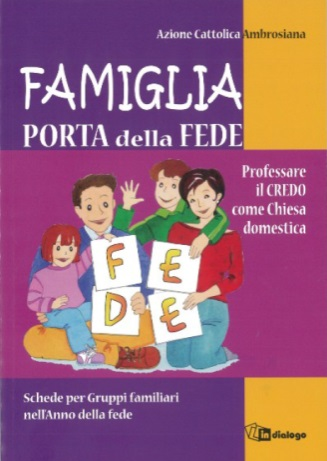 Azione Cattolica Ambrosiana
FAMIGLIA
PORTA della FEDE
Professare
il CREDO
come Chiesa
domestica
F E
D E
Schede per Gruppi familiari
nell'Anno della fede
In dialogo